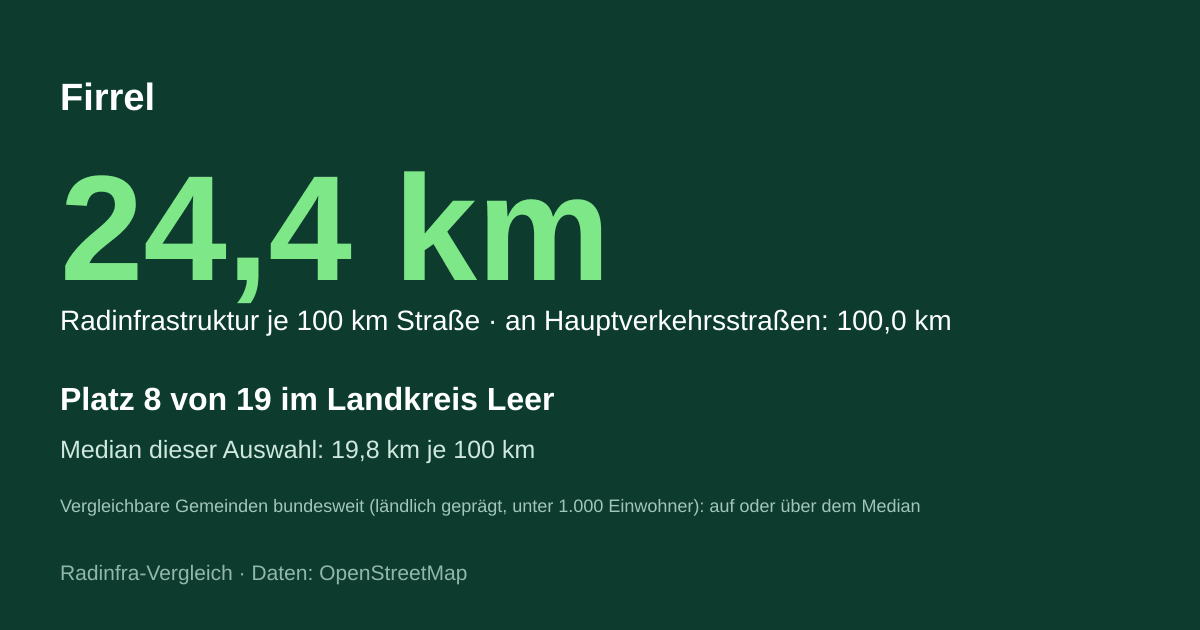 Firrel
24,4 km
Radinfrastruktur je 100 km Straße · an Hauptverkehrsstraßen: 100,0 km
Platz 8 von 19 im Landkreis Leer
Median dieser Auswahl: 19,8 km je 100 km
Vergleichbare Gemeinden bundesweit (ländlich geprägt, unter 1.000 Einwohner): auf oder über dem Median
Radinfra-Vergleich · Daten: OpenStreetMap